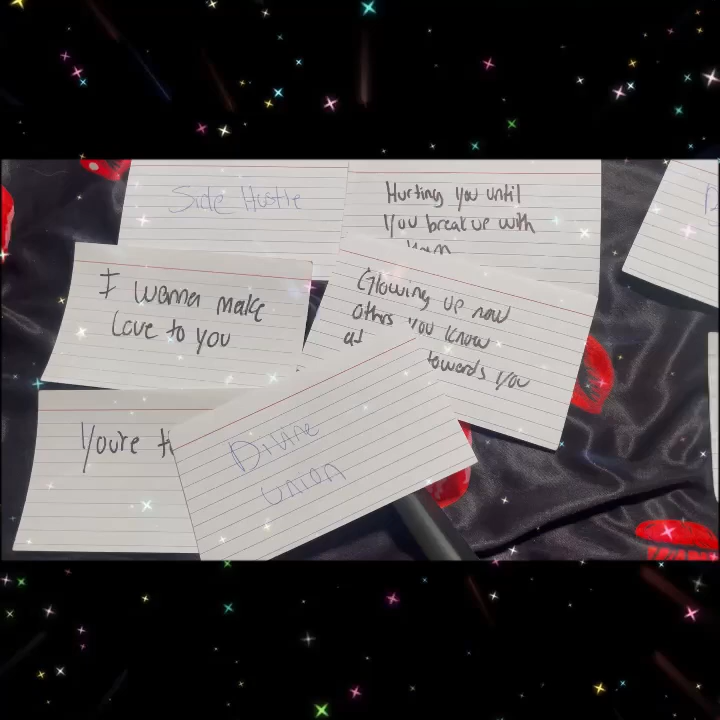 Side Hustle
Hurting you until
you break up with
I wanna make
Love to you
Glowing up now
others you know
towards you
You're
Divine
union